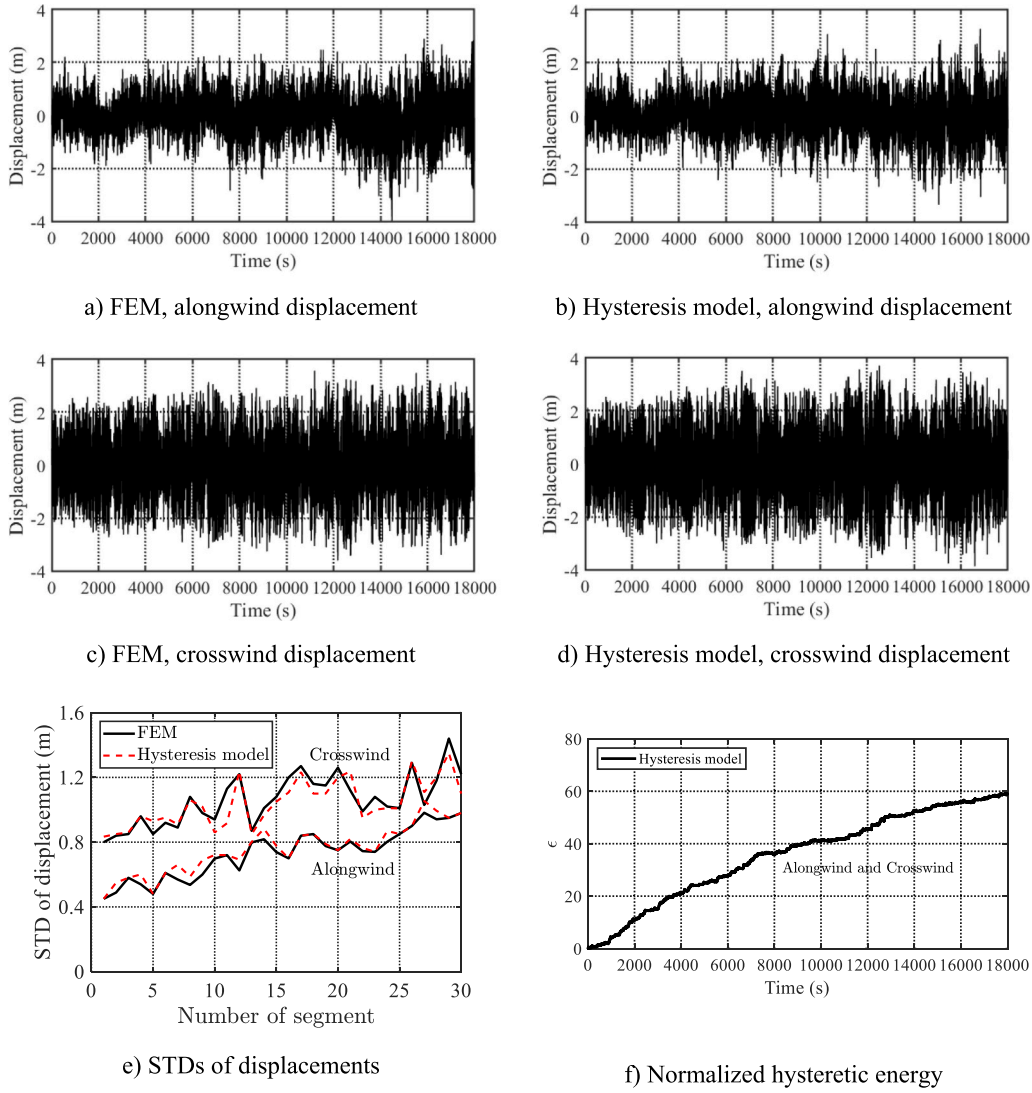 4
2
0
-2
-4
Displacement (m)
0 2000 4000 6000 8000 10000 12000 14000 16000 18000
Time (s)
a) FEM, alongwind displacement
4
2
0
-2
-4
Displacement (m)
0 2000 4000 6000 8000 10000 12000 14000 16000 18000
Time (s)
b) Hysteresis model, alongwind displacement
4
2
0
-2
-4
Displacement (m)
0 2000 4000 6000 8000 10000 12000 14000 16000 18000
Time (s)
c) FEM, crosswind displacement
4
2
0
-2
-4
Displacement (m)
0 2000 4000 6000 8000 10000 12000 14000 16000 18000
Time (s)
d) Hysteresis model, crosswind displacement
1.6
1.2
0.8
0.4
0
STD of displacement (m)
FEM
Hysteresis model
Crosswind
Alongwind
0 5 10 15 20 25 30
Number of segment
e) STDs of displacements
80
60
40
20
0
ϵ
Hysteresis model
Alongwind and Crosswind
0 2000 4000 6000 8000 10000 12000 14000 16000 18000
Time (s)
f) Normalized hysteretic energy